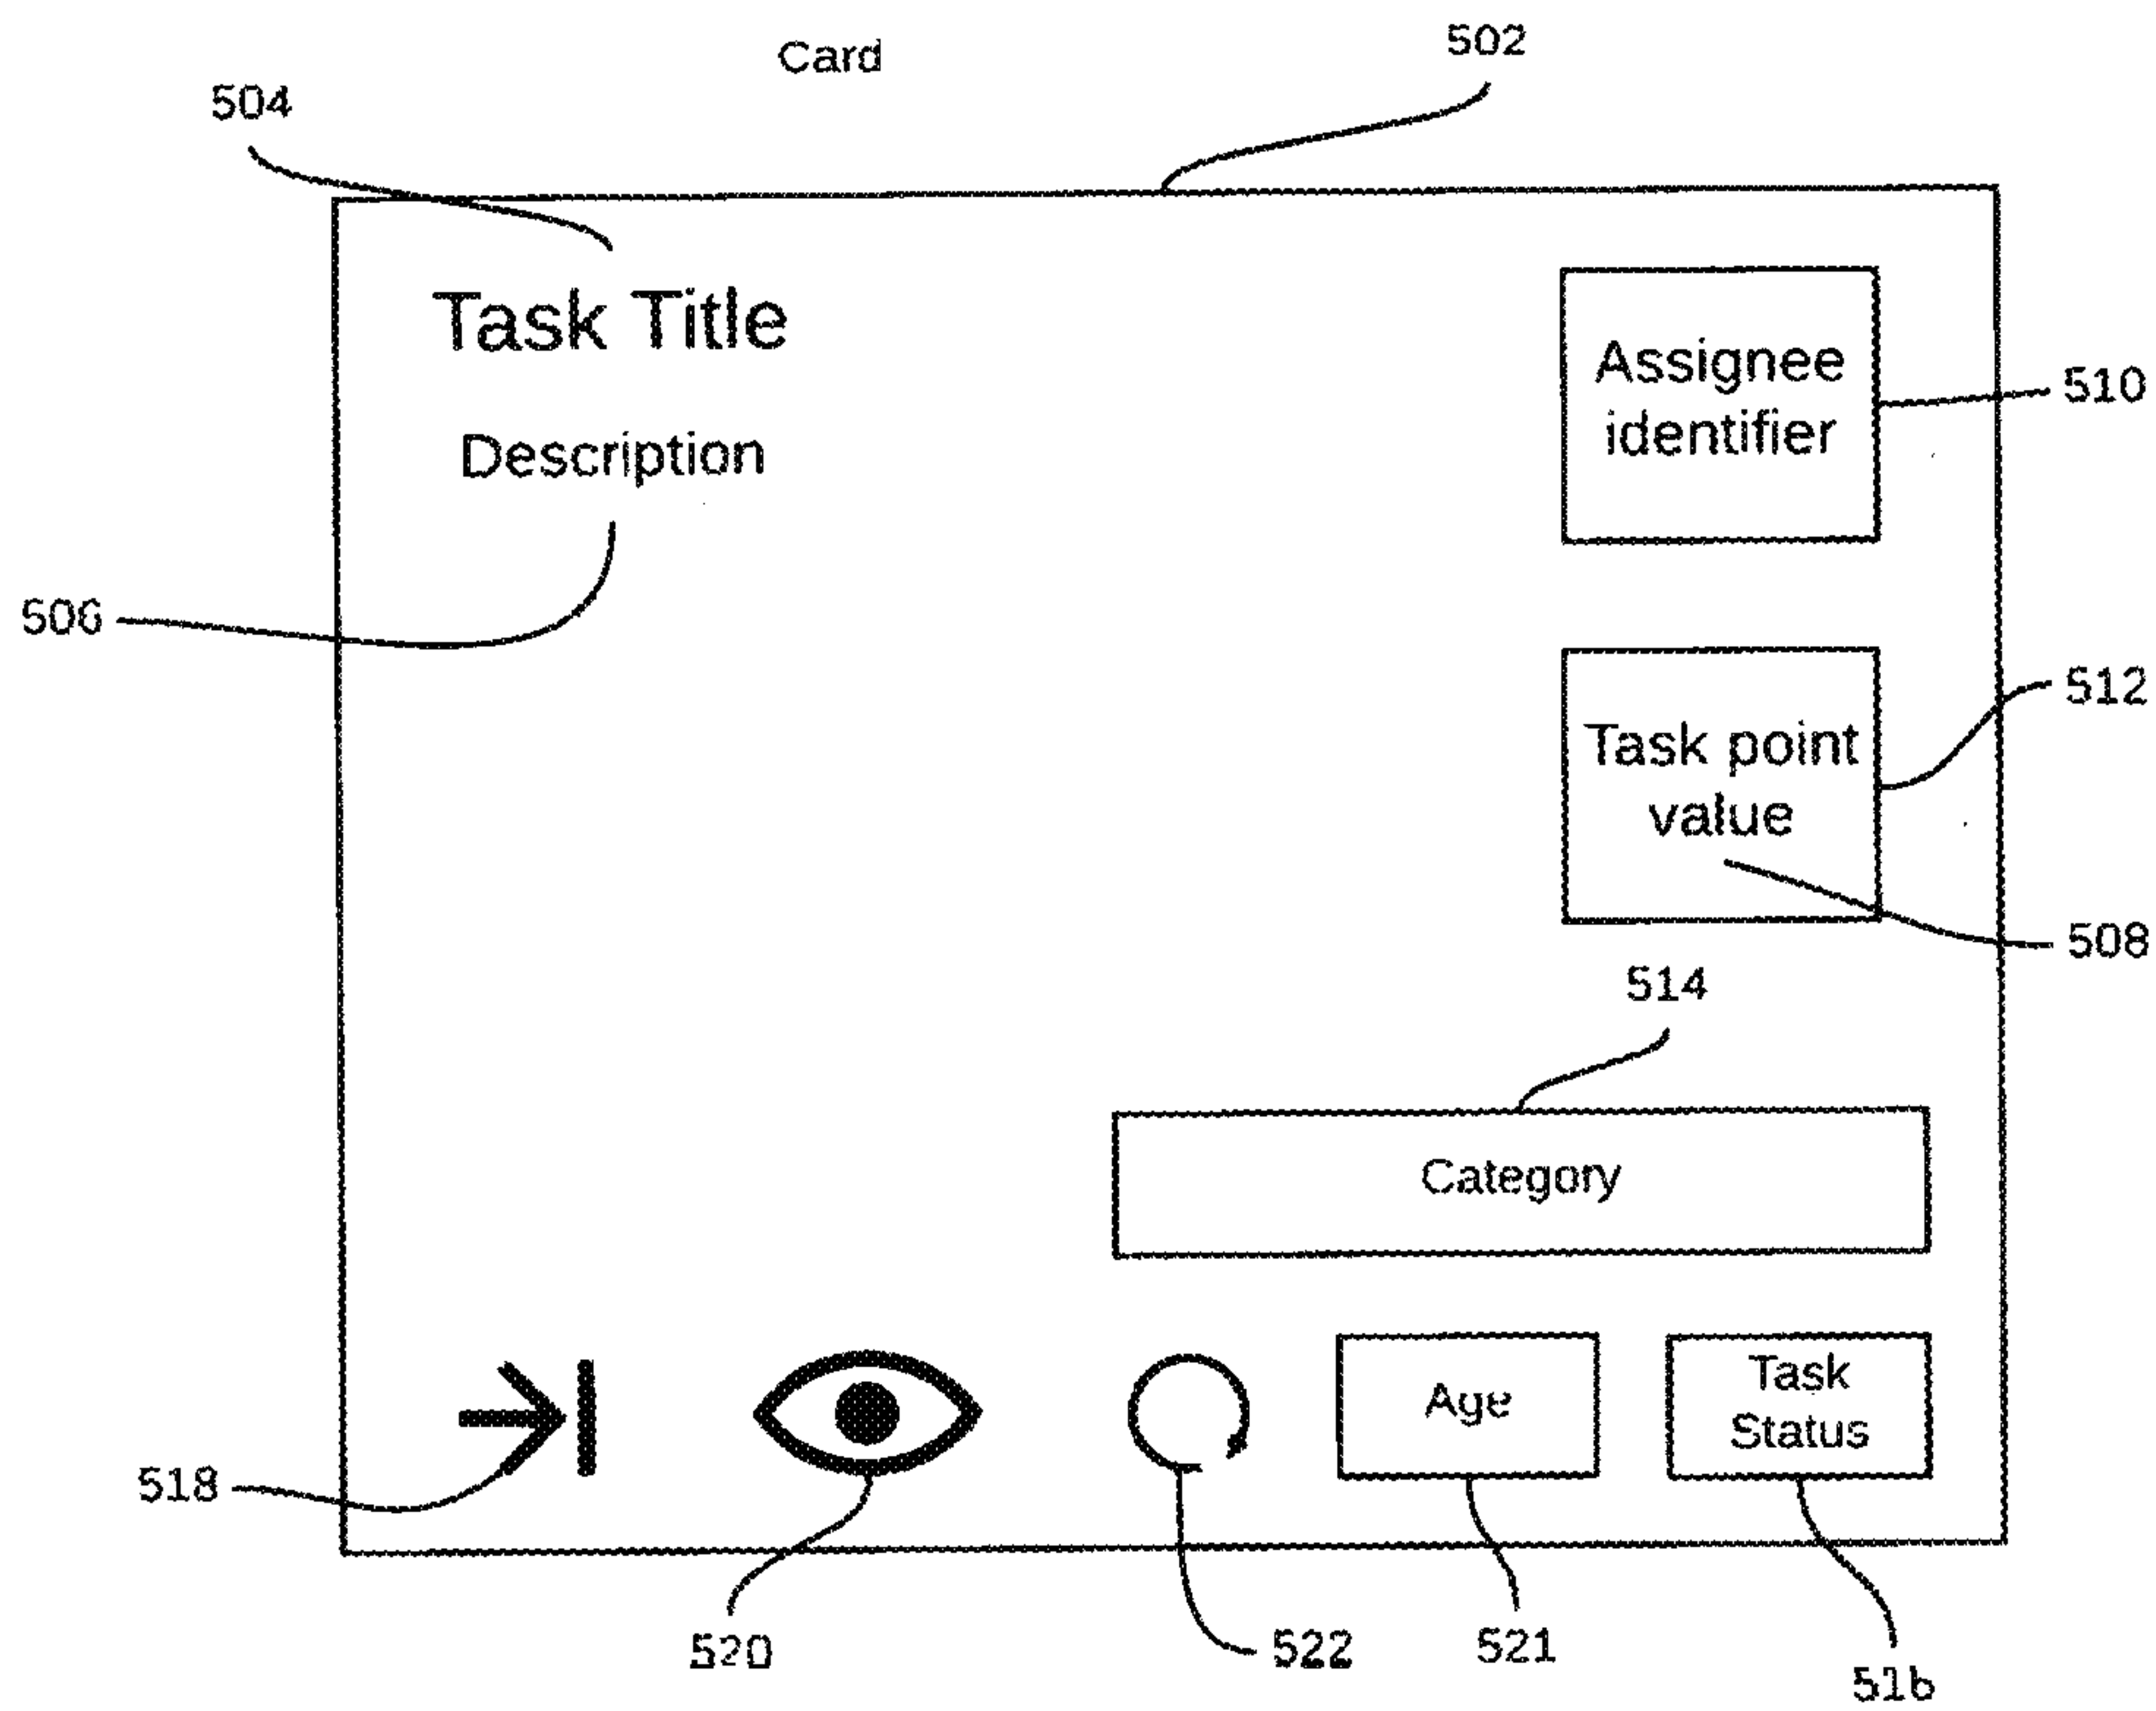 Card
502
504
Task Title
Assignee
identifier
510
Description
506
512
Task point
value
508
514
Category
Age
Task
Status
518
520
522
521
516